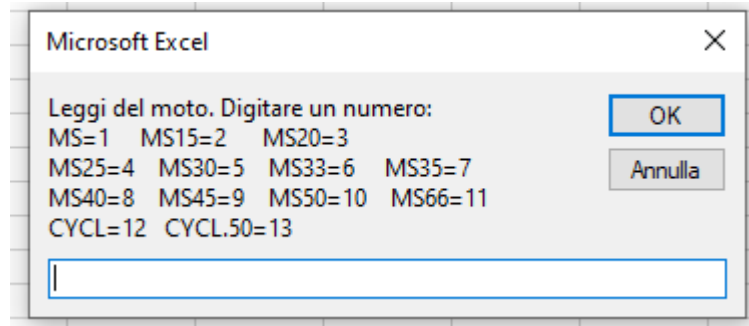 Microsoft Excel
Leggi del moto. Digitare un numero:
MS=1 MS15=2 MS20=3
MS25=4 MS30=5 MS33=6 MS35=7
MS40=8 MS45=9 MS50=10 MS66=11
CYCL=12 CYCL.50=13
OK
Annulla